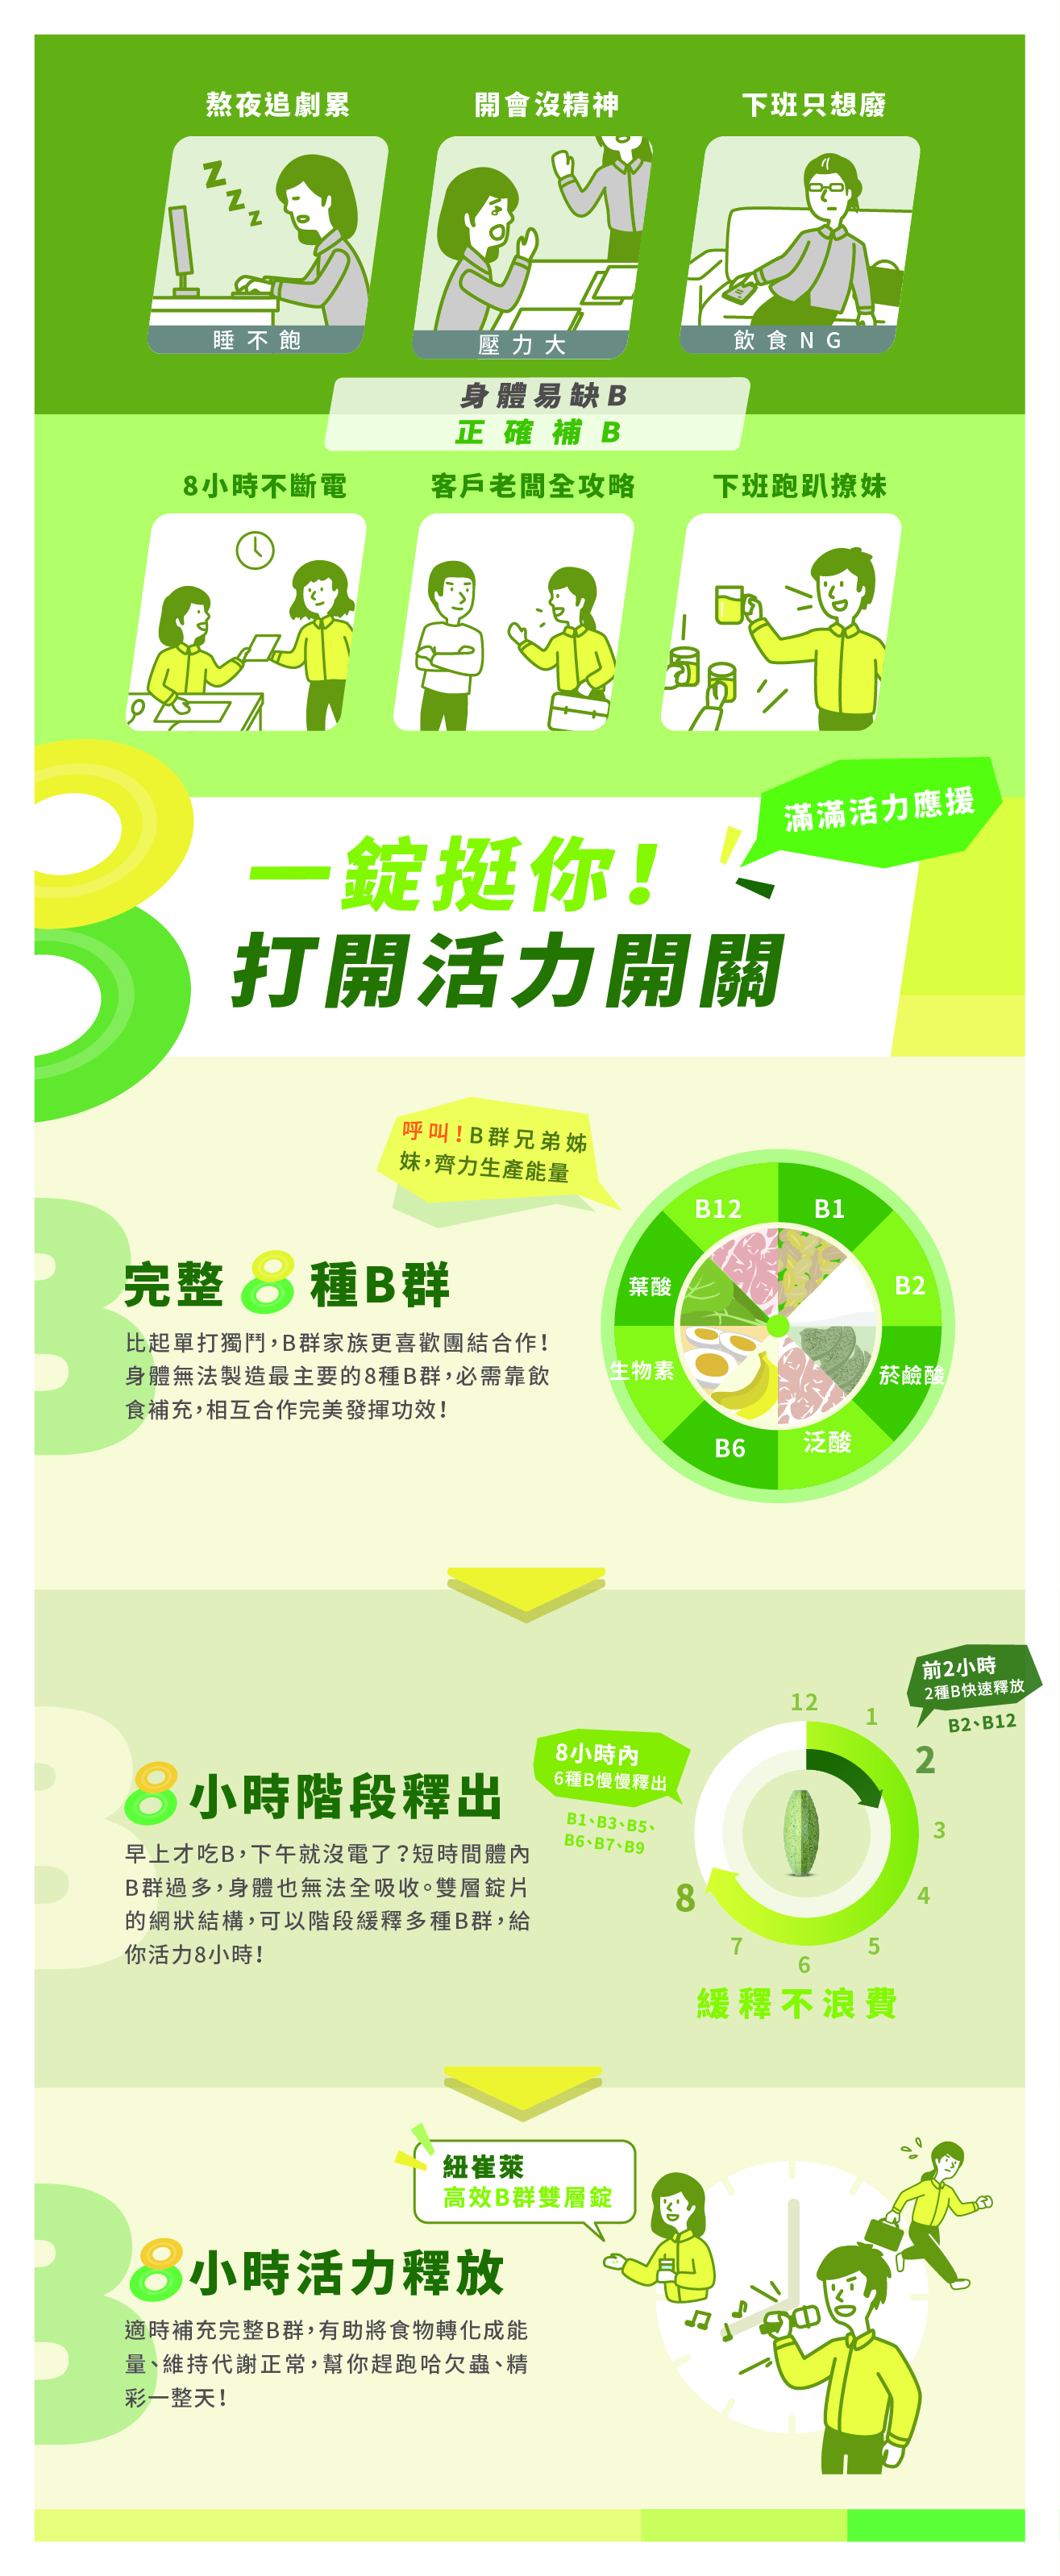 熬夜追劇累
開會沒精神
下班只想廢
Z
Z
Z
睡不飽
壓力大
飲食NG
身體易缺B
正確補B
8小時不斷電
客戶老闆全攻略
下班跑趴撩妹
滿滿活力應援
一錠挺你！
打開活力開關
呼叫！B群兄弟姊
妹，齊力生產能量
B12
B1
葉酸
B2
生物素
菸鹼酸
B6
泛酸
B
完整8種B群
比起單打獨鬥，B群家族更喜歡團結合作！
身體無法製造最主要的8種B群，必需靠飲
食補充，相互合作完美發揮功效！
前2小時
2種B快速釋放
B2、B12
8小時內
6種B慢慢釋出
B1、B3、B5、
B6、B7、B9
12
1
2
3
4
5
6
7
8
緩釋不浪費
B
8小時階段釋出
早上才吃B，下午就沒電了？短時間體內
B群過多，身體也無法全吸收。雙層錠片
的網狀結構，可以階段緩釋多種B群，給
你活力8小時！
紐崔萊
高效B群雙層錠
B
8小時活力釋放
適時補充完整B群，有助將食物轉化成能
量、維持代謝正常，幫你趕跑哈欠蟲、精
彩一整天！